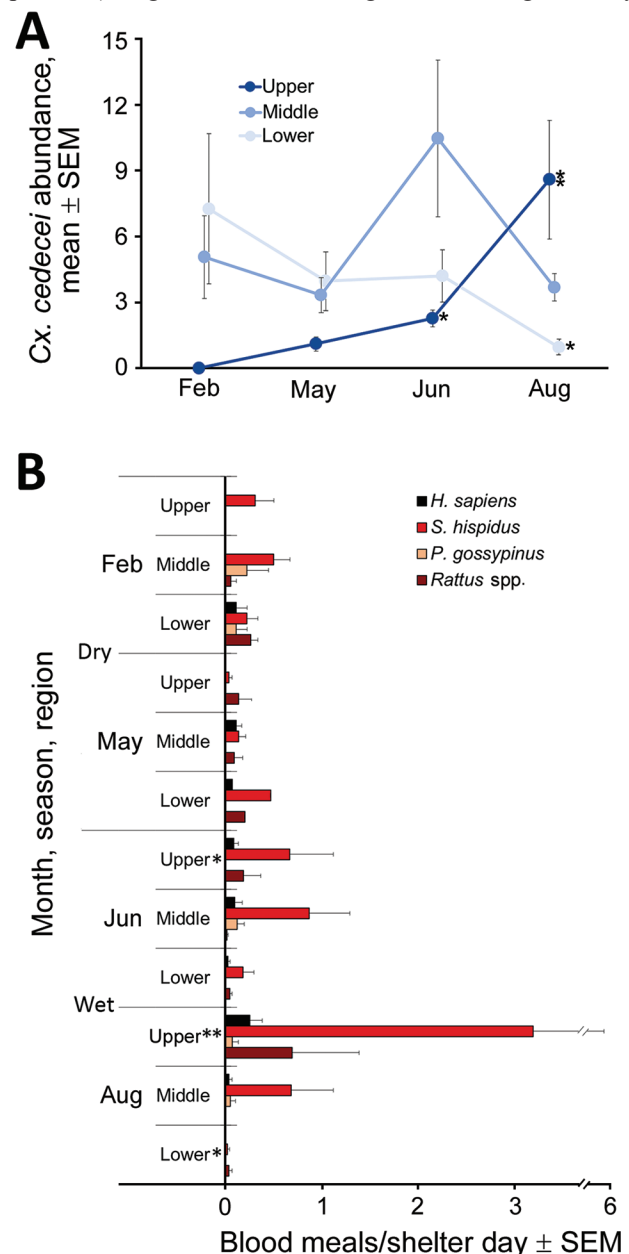 A
Cx. cedecei abundance,
mean ± SEM
15
12
9
6
3
0
Upper
Middle
Lower
**
*
*
Feb May Jun Aug
B
Month, season, region
H. sapiens
S. hispidus
P. gossypinus
Rattus spp.
Upper
Feb Middle
Lower
Dry
Upper
May Middle
Lower
Upper*
Jun Middle
Lower
Wet
Upper**
Aug Middle
Lower*
0 1 2 3 6
Blood meals/shelter day ± SEM